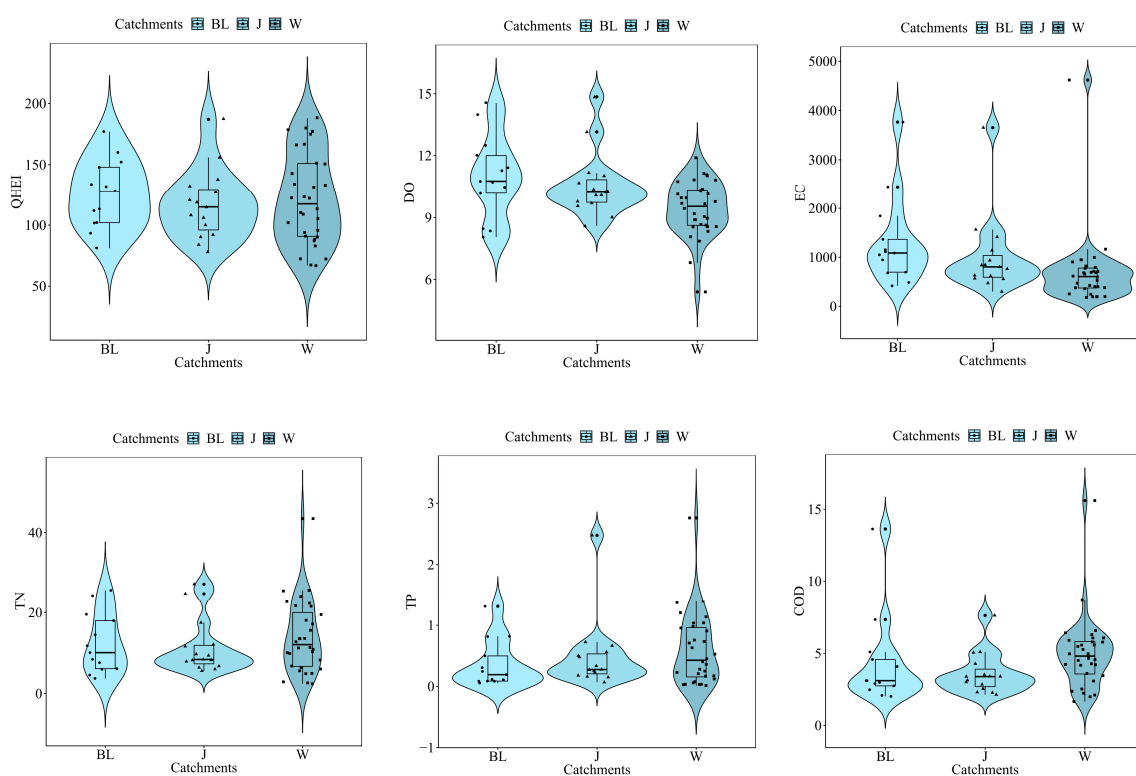 Catchments BL J W
QHEI
200
150
100
50
BL J W
Catchments
Catchments BL J W
DO
15
12
9
6
BL J W
Catchments
Catchments BL J W
EC
5000
4000
3000
2000
1000
0
BL J W
Catchments
Catchments BL J W
TN
40
20
0
BL J W
Catchments
Catchments BL J W
TP
3
2
1
0
−1
BL J W
Catchments
Catchments BL J W
COD
15
10
5
0
BL J W
Catchments